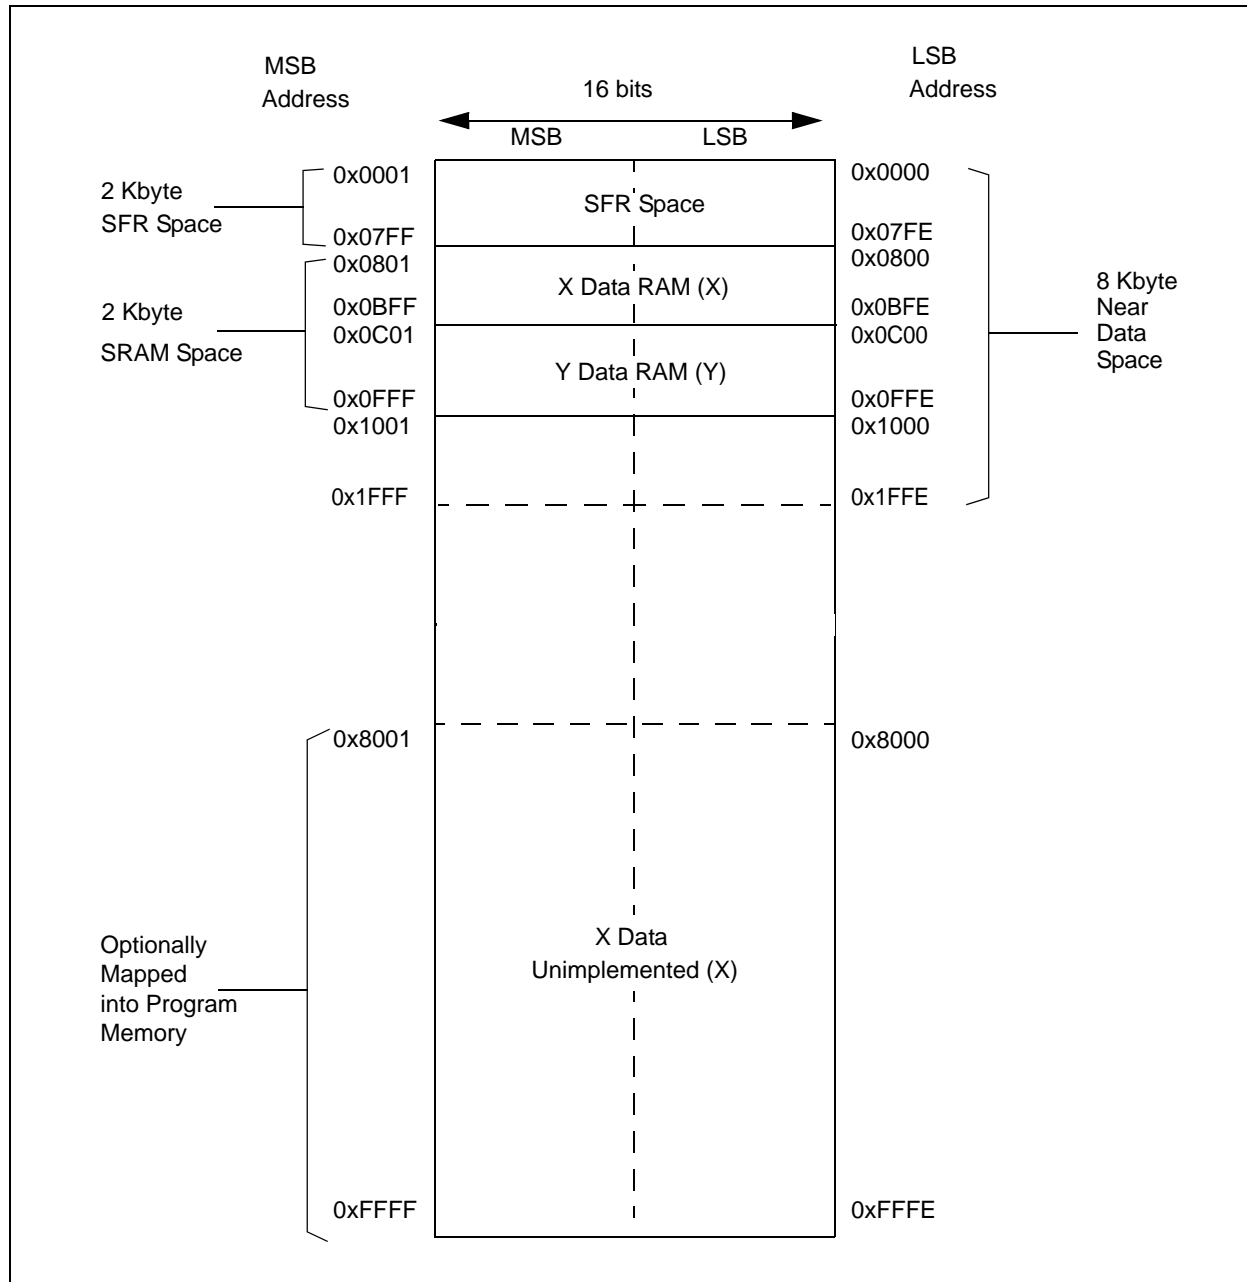 MSB
Address
LSB
Address
16 bits
MSB
LSB
2 Kbyte
SFR Space
0x0001
0x07FF
SFR Space
0x0000
0x07FE
2 Kbyte
SRAM Space
0x0801
0x0BFF
0x0C01
0x0FFF
0x1001
0x1FFF
X Data RAM (X)
Y Data RAM (Y)
0x0800
0x0BFE
0x0C00
0x0FFE
0x1000
0x1FFE
8 Kbyte
Near
Data
Space
Optionally
Mapped
into Program
Memory
0x8001
0xFFFF
X Data
Unimplemented (X)
0x8000
0xFFFE